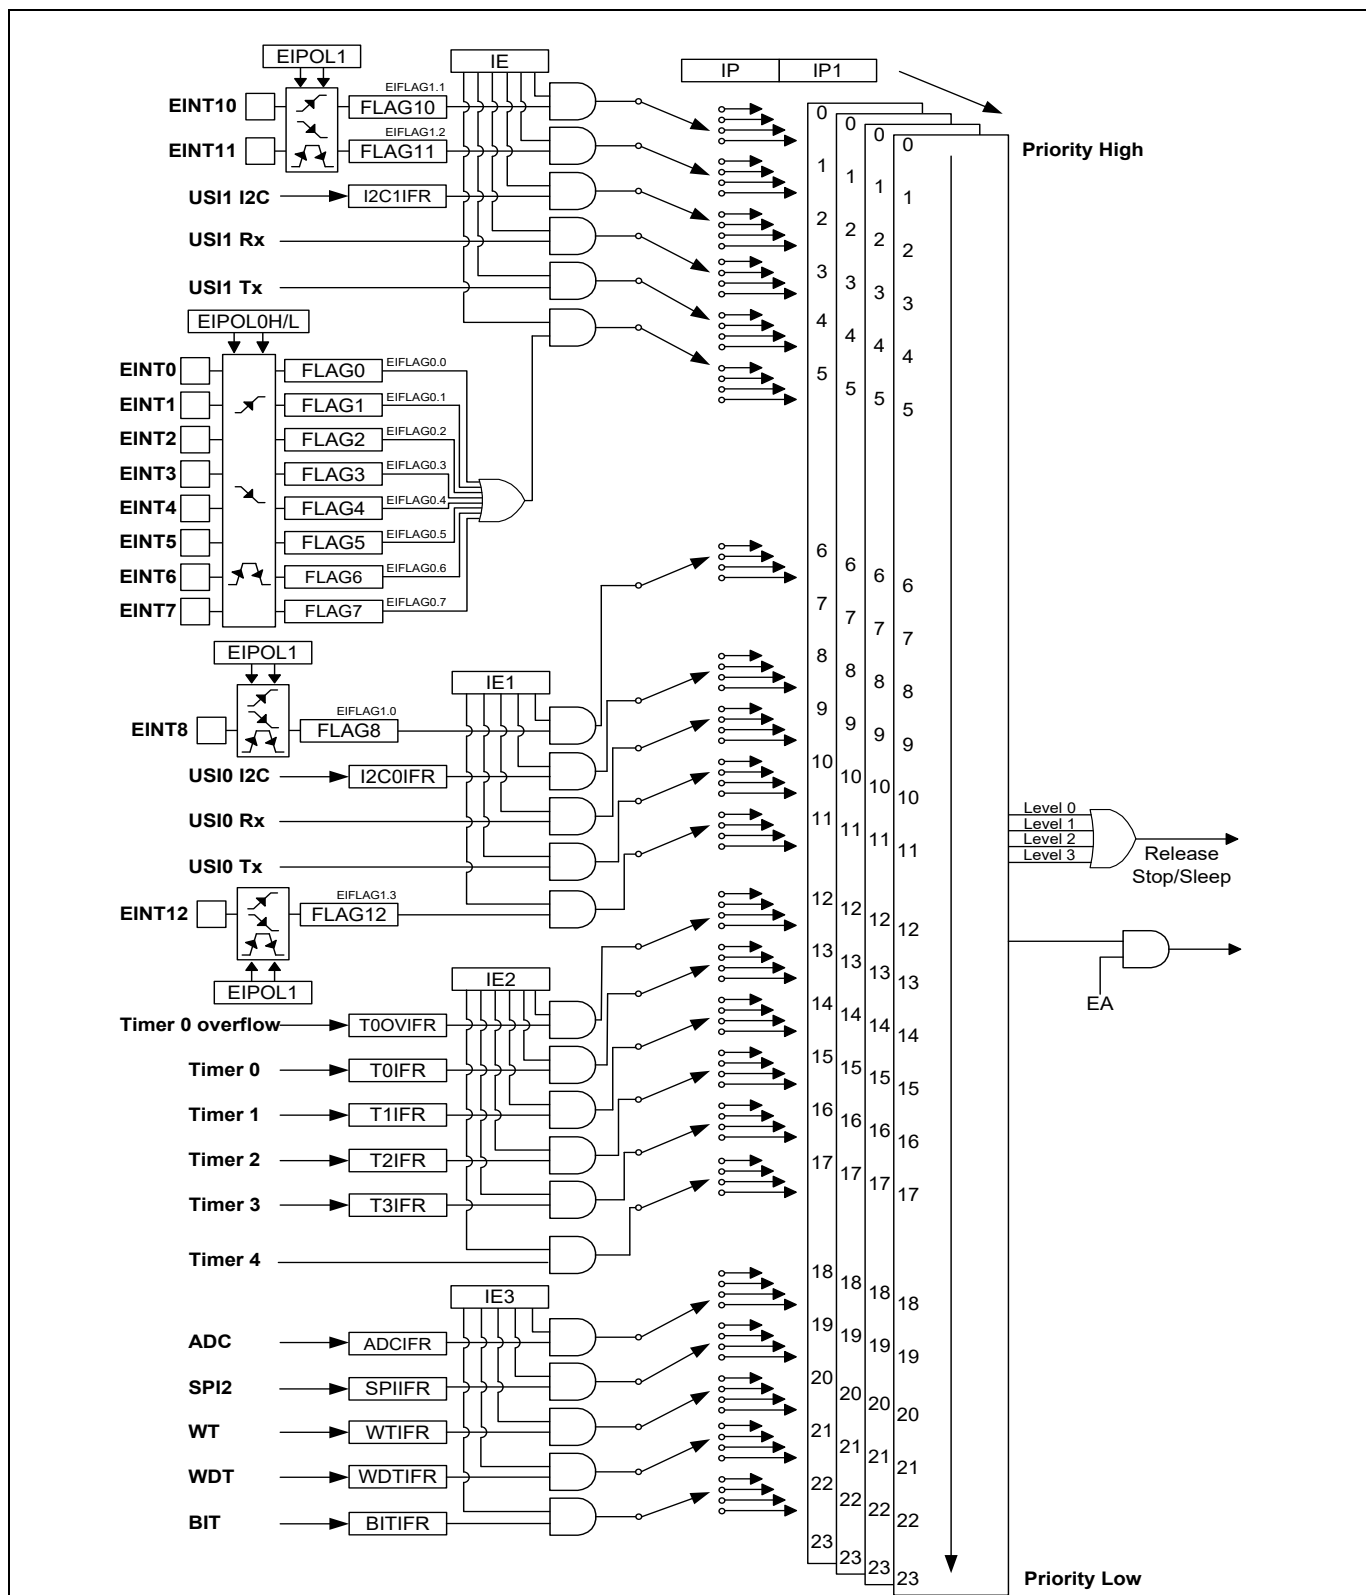 EIPOL1
IE
IP IP1
EINT10 FLAG10 EIFLAG1.1
EINT11 FLAG11 EIFLAG1.2
Priority High
USI1 I2C I2C1IFR
USI1 Rx
USI1 Tx
EIPOL0H/L
EINT0 FLAG0 EIFLAG0.0
EINT1 FLAG1 EIFLAG0.1
EINT2 FLAG2 EIFLAG0.2
EINT3 FLAG3 EIFLAG0.3
EINT4 FLAG4 EIFLAG0.4
EINT5 FLAG5 EIFLAG0.5
EINT6 FLAG6 EIFLAG0.6
EINT7 FLAG7 EIFLAG0.7
EIPOL1
IE1
EINT8 FLAG8 EIFLAG1.0
USI0 I2C I2C0IFR
USI0 Rx
USI0 Tx
EINT12 FLAG12 EIFLAG1.3
EIPOL1
IE2
Timer 0 overflow T0OVIFR
Timer 0 T0IFR
Timer 1 T1IFR
Timer 2 T2IFR
Timer 3 T3IFR
Timer 4
IE3
ADC ADCIFR
SPI2 SPIIFR
WT WTIFR
WDT WDTIFR
BIT BITIFR
0 0 0 0
1 1 1 1
2 2 2 2
3 3 3 3
4 4 4 4
5 5 5 5
6 6 6 6
7 7 7 7
8 8 8 8
9 9 9 9
10 10 10 10
11 11 11 11
12 12 12 12
13 13 13 13
14 14 14 14
15 15 15 15
16 16 16 16
17 17 17 17
18 18 18 18
19 19 19 19
20 20 20 20
21 21 21 21
22 22 22 22
23 23 23 23
Level 0
Level 1
Level 2
Level 3
Release
Stop/Sleep
EA
Priority Low